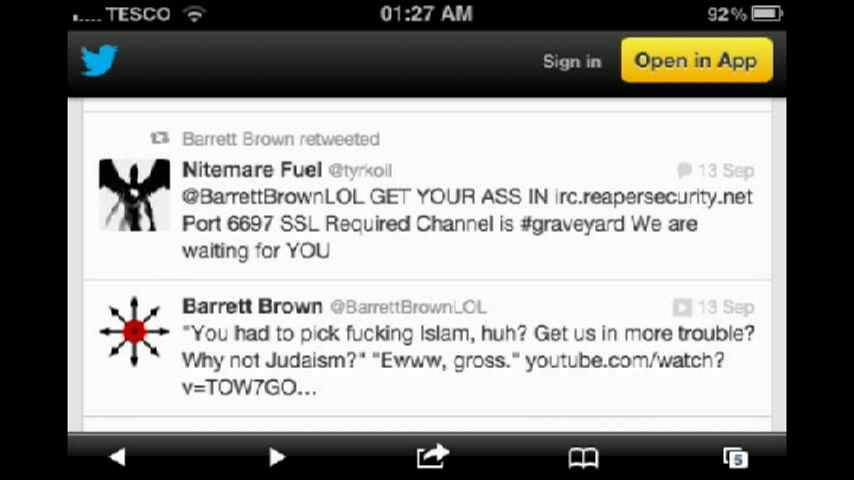 TESCO 01:27 AM 92%
Sign in Open in App
Barrett Brown retweeted
Nitemare Fuel @tyrkoil 13 Sep
@BarrettBrownLOL GET YOUR ASS IN irc.reapersecurity.net
Port 6697 SSL Required Channel is #graveyard We are
waiting for YOU
Barrett Brown @BarrettBrownLOL 13 Sep
"You had to pick fucking Islam, huh? Get us in more trouble?
Why not Judaism?" "Ewww, gross." youtube.com/watch?
v=TOW7GO...
5